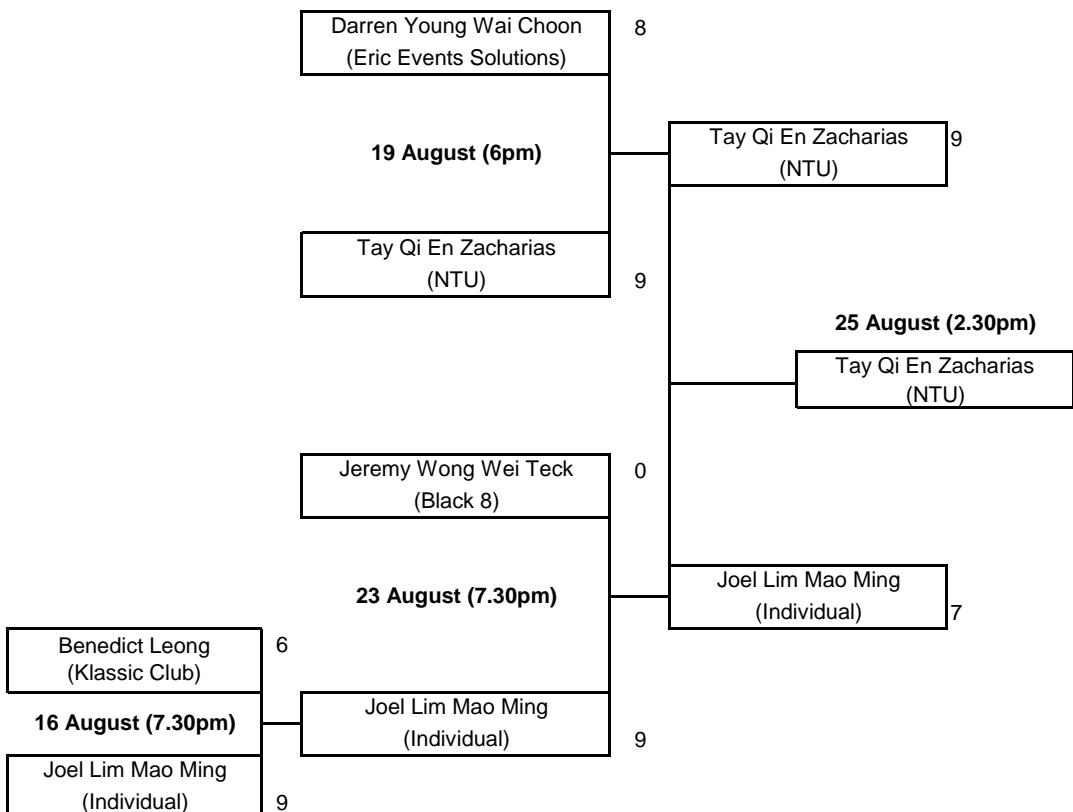 Darren Young Wai Choon
(Eric Events Solutions)
8
19 August (6pm)
Tay Qi En Zacharias
(NTU)
9
Tay Qi En Zacharias
(NTU)
9
25 August (2.30pm)
Tay Qi En Zacharias
(NTU)
Jeremy Wong Wei Teck
(Black 8)
0
23 August (7.30pm)
Joel Lim Mao Ming
(Individual)
7
Benedict Leong
(Klassic Club)
6
16 August (7.30pm)
Joel Lim Mao Ming
(Individual)
9
Joel Lim Mao Ming
(Individual)
9